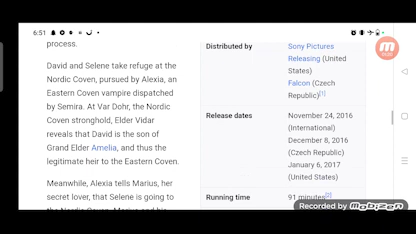 6:51
process.
David and Selene take refuge at the
Nordic Coven, pursued by Alexia, an
Eastern Coven vampire dispatched
by Semira. At Var Dohr, the Nordic
Coven stronghold, Elder Vidar
reveals that David is the son of
Grand Elder Amelia, and thus the
legitimate heir to the Eastern Coven.
Meanwhile, Alexia tells Marius, her
secret lover, that Selene is going to
Distributed by
Sony Pictures
Releasing (United
States)
Falcon (Czech
Republic)[1]
Release dates
November 24, 2016
(International)
December 8, 2016
(Czech Republic)
January 6, 2017
(United States)
Running time
91 minutes[2]
Recorded by Mobizen